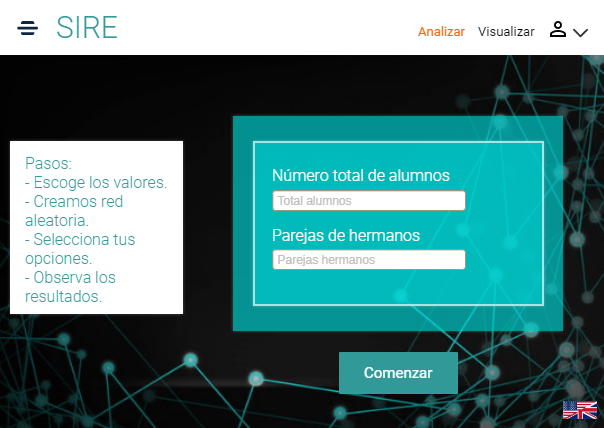 SIRE
Analizar
Visualizar
Pasos:
- Escoge los valores.
- Creamos red
aleatoria.
- Selecciona tus
opciones.
- Observa los
resultados.
Número total de alumnos
Total alumnos
Parejas de hermanos
Parejas hermanos
Comenzar